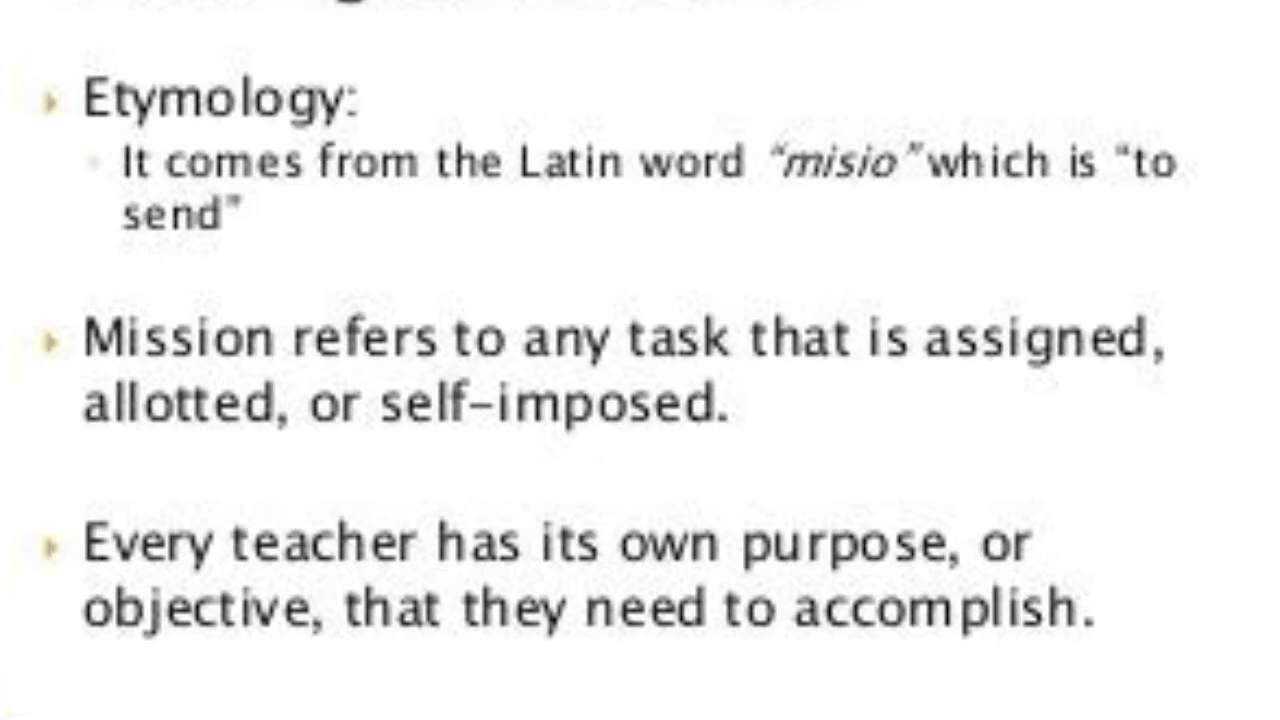 Etymology:
It comes from the Latin word “misio” which is “to
send”
Mission refers to any task that is assigned,
allotted, or self-imposed.
Every teacher has its own purpose, or
objective, that they need to accomplish.